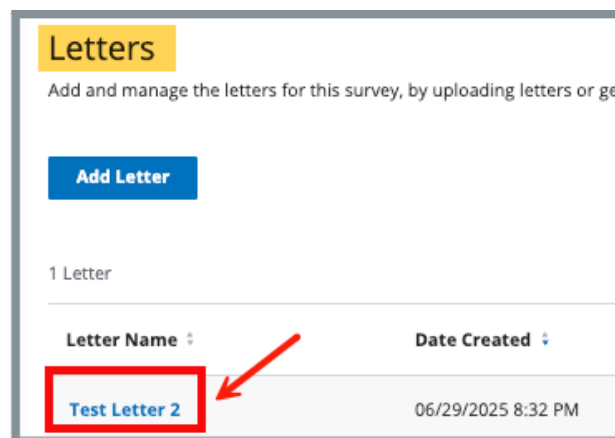 Letters
Add and manage the letters for this survey, by uploading letters or
Add Letter
1 Letter
Letter Name Date Created
Test Letter 2 06/29/2025 8:32 PM